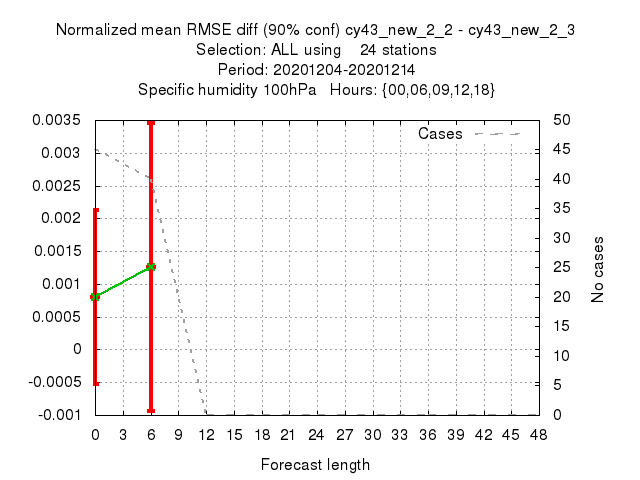 Normalized mean RMSE diff (90% conf) cy43_new_2_2 - cy43_new_2_3
Selection: ALL using    24 stations
Period: 20201204-20201214
Specific humidity 100hPa   Hours: {00,06,09,12,18}
0.0035
0.003
0.0025
0.002
0.0015
0.001
0.0005
0
-0.0005
-0.001
Cases
50
45
40
35
30
25
20
15
10
5
0
No cases
0 3 6 9 12 15 18 21 24 27 30 33 36 39 42 45 48
Forecast length